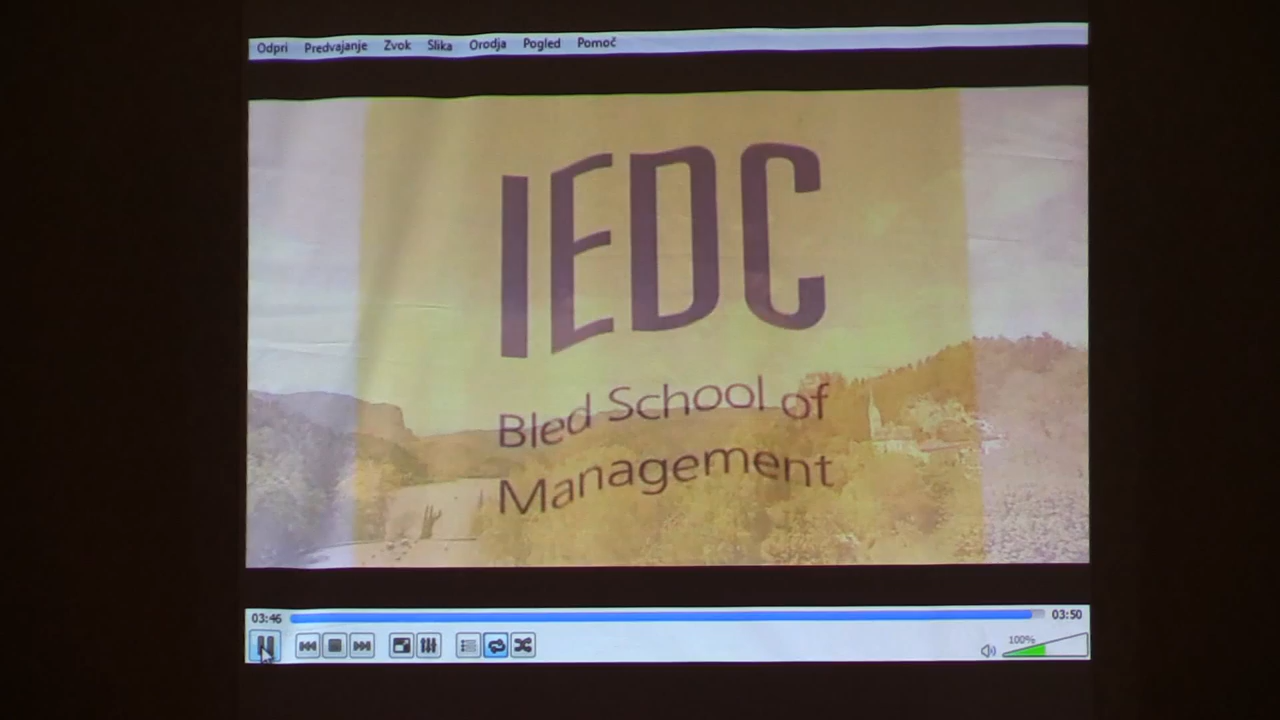 Odpri Predvajanje Zvok Slika Orodja Pogled Pomoč
IEDC
Bled School of
Management
03:46
03:50
100%